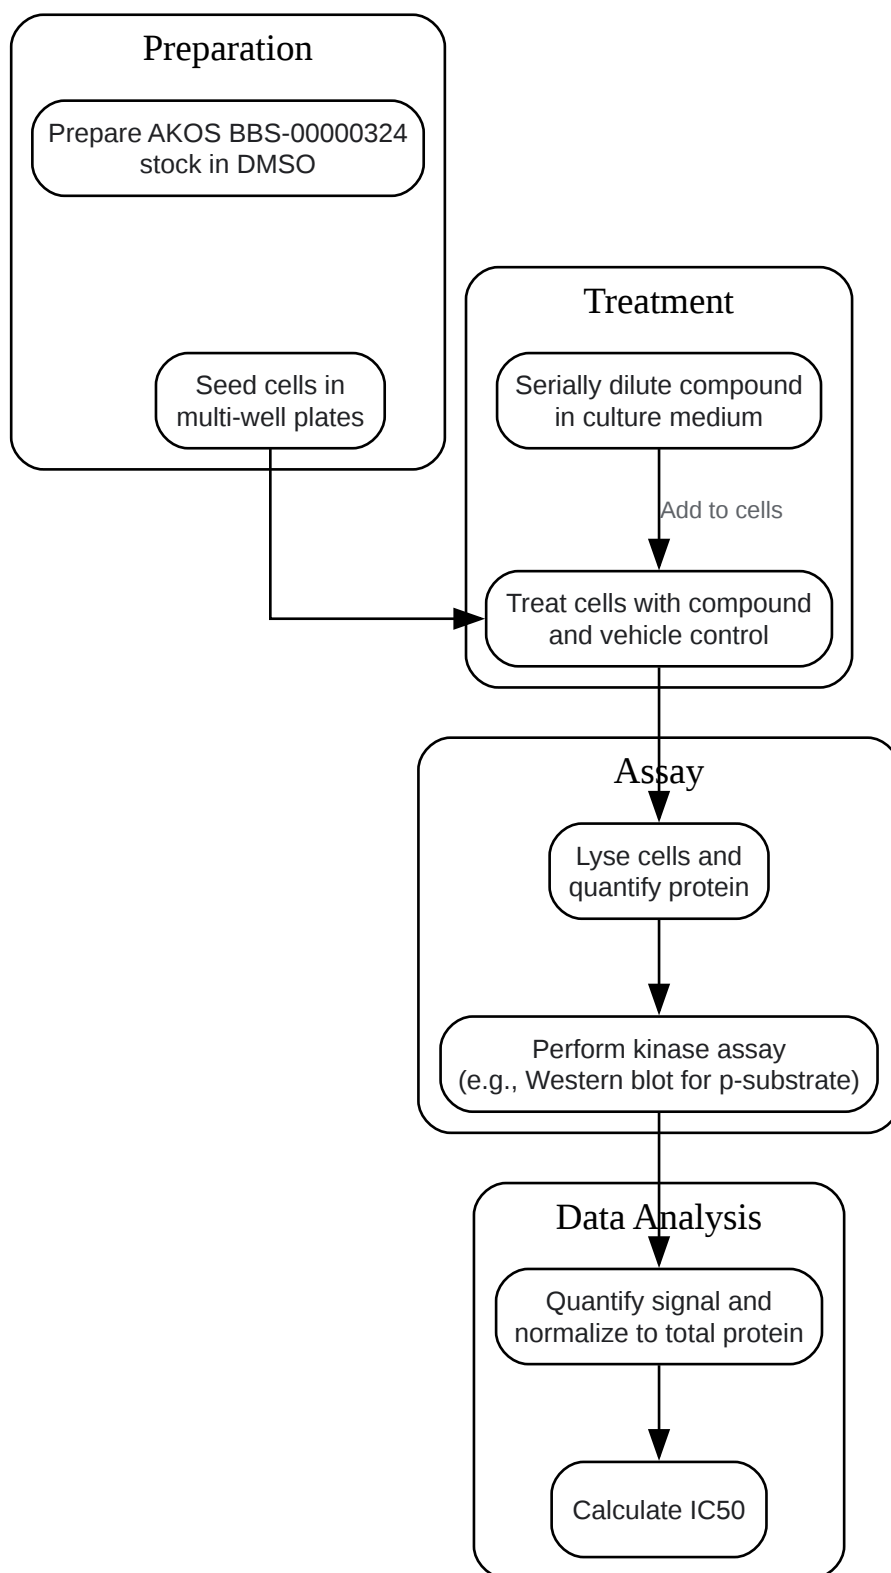 Preparation
Prepare AKOS BBS-00000324
stock in DMSO
Seed cells in
multi-well plates
Treatment
Serially dilute compound
in culture medium
Add to cells
Treat cells with compound
and vehicle control
Assay
Lyse cells and
quantify protein
Perform kinase assay
(e.g., Western blot for p-substrate)
Data Analysis
Quantify signal and
normalize to total protein
Calculate IC50